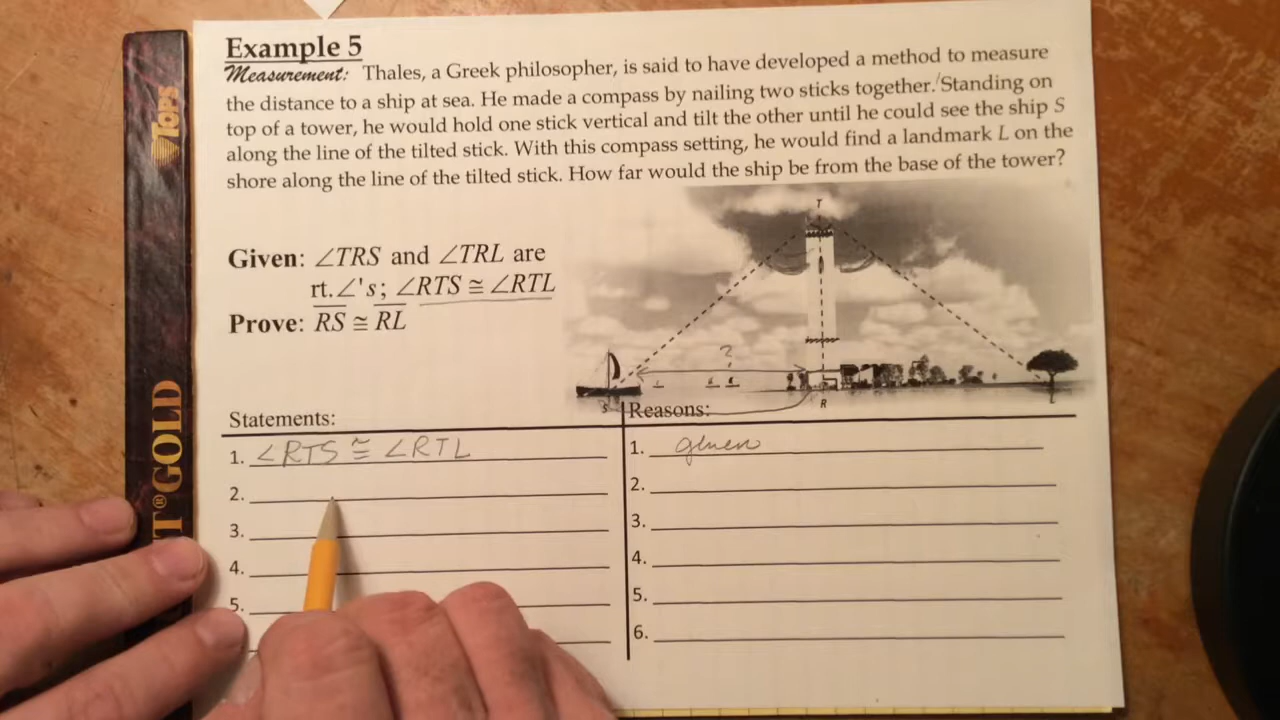 Example 5
Measurement: Thales, a Greek philosopher, is said to have developed a method to measure
the distance to a ship at sea. He made a compass by nailing two sticks together. Standing on
top of a tower, he would hold one stick vertical and tilt the other until he could see the ship S
along the line of the tilted stick. With this compass setting, he would find a landmark L on the
shore along the line of the tilted stick. How far would the ship be from the base of the tower?
Given: ∠TRS and ∠TRL are
rt.∠'s; ∠RTS ≅ ∠RTL
Prove: RS ≅ RL
T
?
S
R
L
Statements:
Reasons:
1. ∠RTS ≅ ∠RTL
1. given
2.
2.
3.
3.
4.
4.
5.
5.
6.
TOPS
T®GOLD